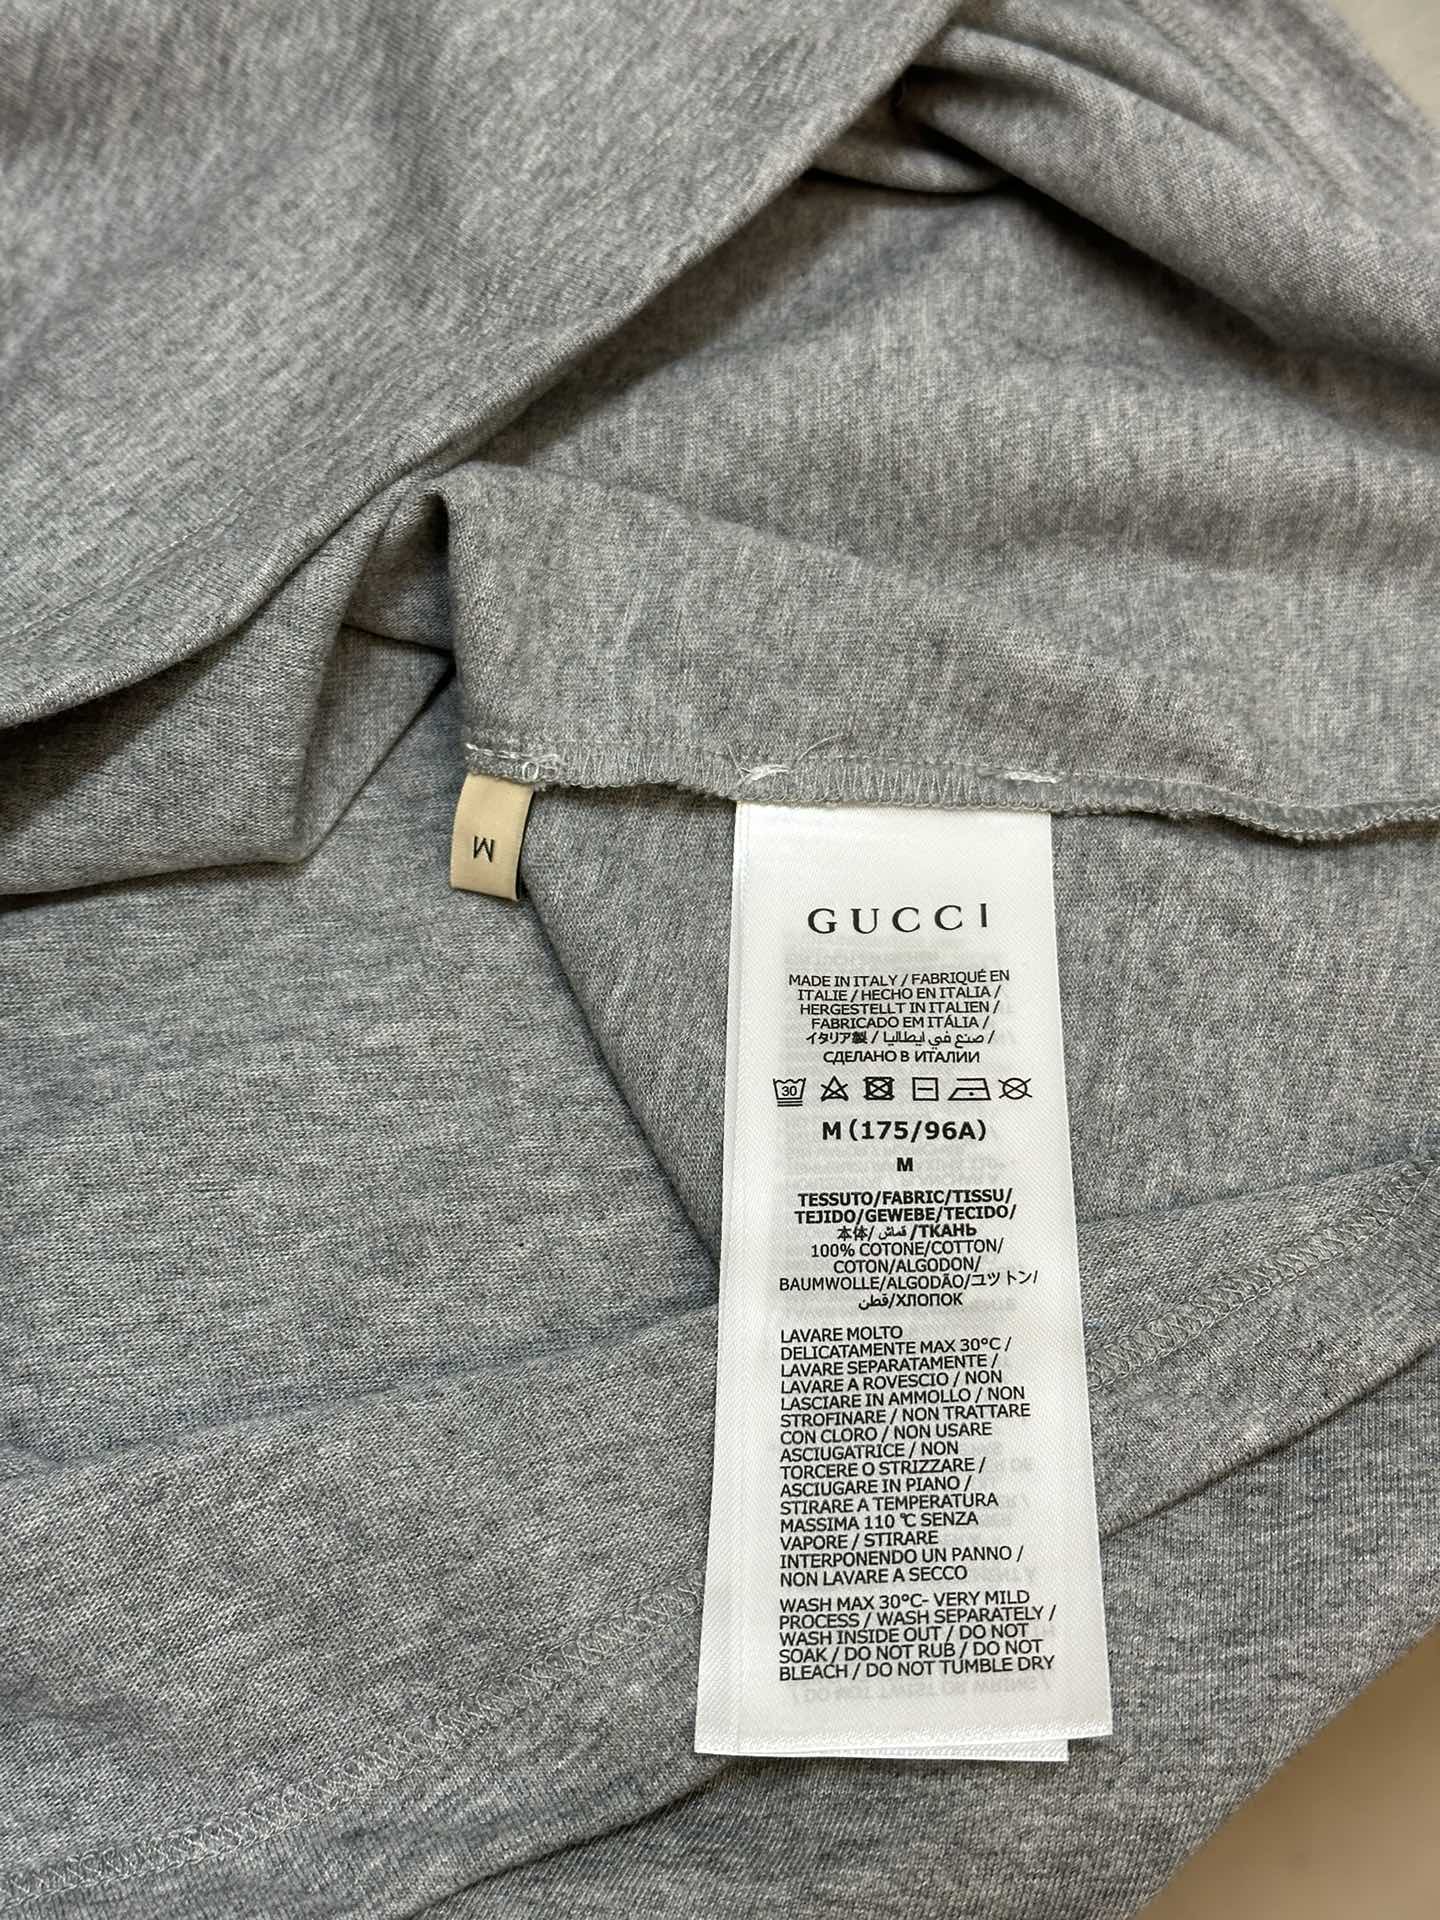 M
GUCCI
MADE IN ITALY / FABRIQUÉ EN
ITALIE / HECHO EN ITALIA /
HERGESTELLT IN ITALIEN /
FABRICADO EM ITÁLIA /
イタリア製 / صنع في ايطاليا /
СДЕЛАНО В ИТАЛИИ
30
M (175/96A)
M
TESSUTO/FABRIC/TISSU/
TEJIDO/GEWEBE/TECIDO/
本体/ قماش /ТКАНЬ
100% COTONE/COTTON/
COTON/ALGODON/
BAUMWOLLE/ALGODÃO/コットン/
قطن/ХЛОПОК
LAVARE MOLTO
DELICATAMENTE MAX 30°C /
LAVARE SEPARATAMENTE /
LAVARE A ROVESCIO / NON
LASCIARE IN AMMOLLO / NON
STROFINARE / NON TRATTARE
CON CLORO / NON USARE
ASCIUGATRICE / NON
TORCERE O STRIZZARE /
ASCIUGARE IN PIANO /
STIRARE A TEMPERATURA
MASSIMA 110 °C SENZA
VAPORE / STIRARE
INTERPONENDO UN PANNO /
NON LAVARE A SECCO
WASH MAX 30°C- VERY MILD
PROCESS / WASH SEPARATELY /
WASH INSIDE OUT / DO NOT
SOAK / DO NOT RUB / DO NOT
BLEACH / DO NOT TUMBLE DRY